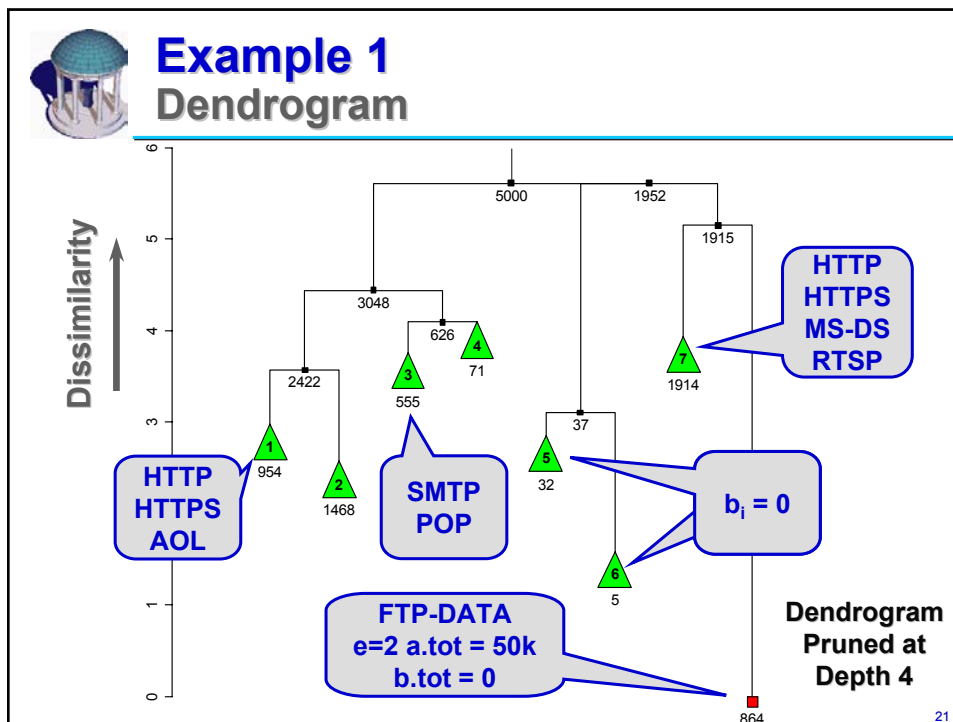 Example 1
Dendrogram
Dissimilarity
6
5
4
3
2
1
0
5000
1952
1915
3048
626
4
71
3
555
2422
1
954
2
1468
7
1914
37
5
32
6
5
864
HTTP
HTTPS
MS-DS
RTSP
HTTP
HTTPS
AOL
SMTP
POP
bi = 0
FTP-DATA
e=2 a.tot = 50k
b.tot = 0
Dendrogram
Pruned at
Depth 4
21